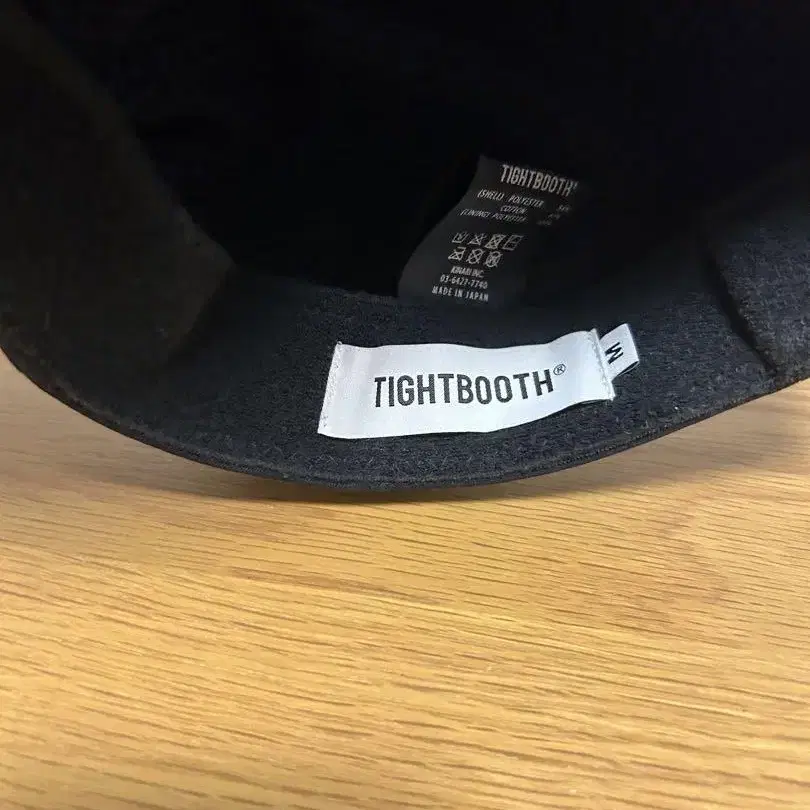 TIGHTBOOTH®
(SHELL) POLYESTER
COTTON
(LINING) POLYESTER
KINARI INC.
03-6427-7740
MADE IN JAPAN
TIGHTBOOTH®
M